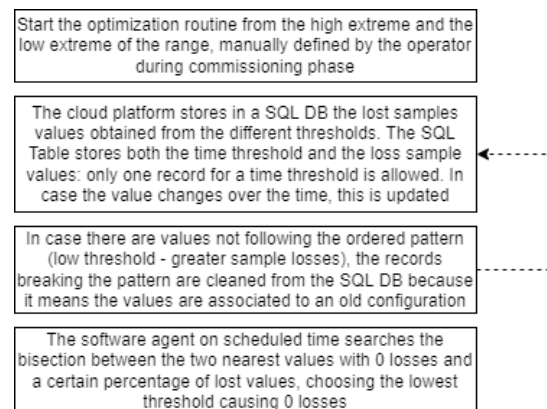 Start the optimization routine from the high extreme and the
low extreme of the range, manually defined by the operator
during commissioning phase
The cloud platform stores in a SQL DB the lost samples
values obtained from the different thresholds. The SQL
Table stores both the time threshold and the loss sample
values: only one record for a time threshold is allowed. In
case the value changes over the time, this is updated
In case there are values not following the ordered pattern
(low threshold - greater sample losses), the records
breaking the pattern are cleaned from the SQL DB because
it means the values are associated to an old configuration
The software agent on scheduled time searches the
bisection between the two nearest values with 0 losses and
a certain percentage of lost values, choosing the lowest
threshold causing 0 losses